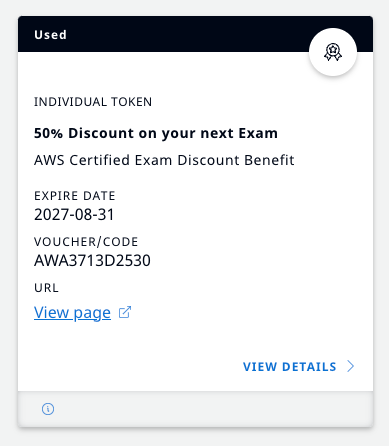 Used
INDIVIDUAL TOKEN
50% Discount on your next Exam
AWS Certified Exam Discount Benefit
EXPIRE DATE
2027-08-31
VOUCHER/CODE
AWA3713D2530
URL
View page
VIEW DETAILS